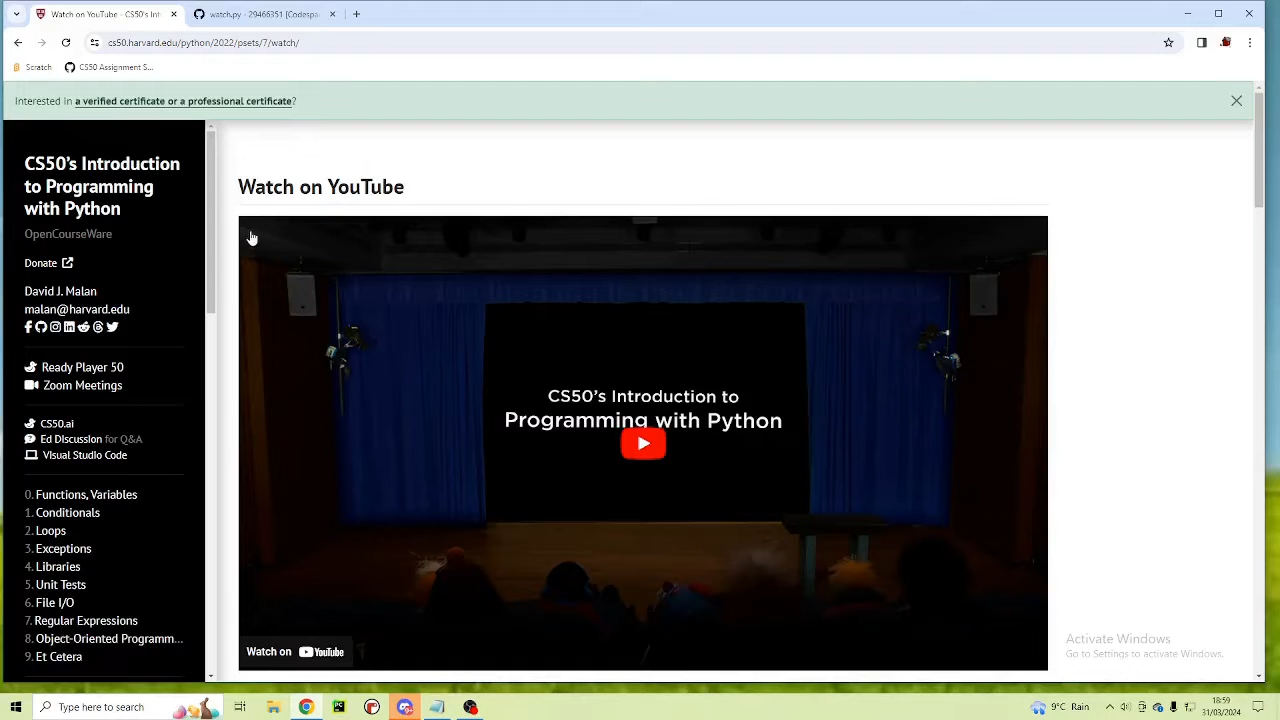 Watch on YouTube - CS50's Int
watch.py - 29466351 [Codespa
cs50.harvard.edu/python/2022/psets/7/watch/
Scratch
CS50 Assignment S...
Interested in a verified certificate or a professional certificate?
CS50's Introduction
to Programming
with Python
OpenCourseWare
Donate
David J. Malan
malan@harvard.edu
Ready Player 50
Zoom Meetings
CS50.ai
Ed Discussion for Q&A
Visual Studio Code
0. Functions, Variables
1. Conditionals
2. Loops
3. Exceptions
4. Libraries
5. Unit Tests
6. File I/O
7. Regular Expressions
8. Object-Oriented Programm...
9. Et Cetera
Watch on YouTube
CS50's Introduction to
Programming with Python
Watch on YouTube
Activate Windows
Go to Settings to activate Windows.
Type here to search
9°C Rain
18:59
31/03/2024